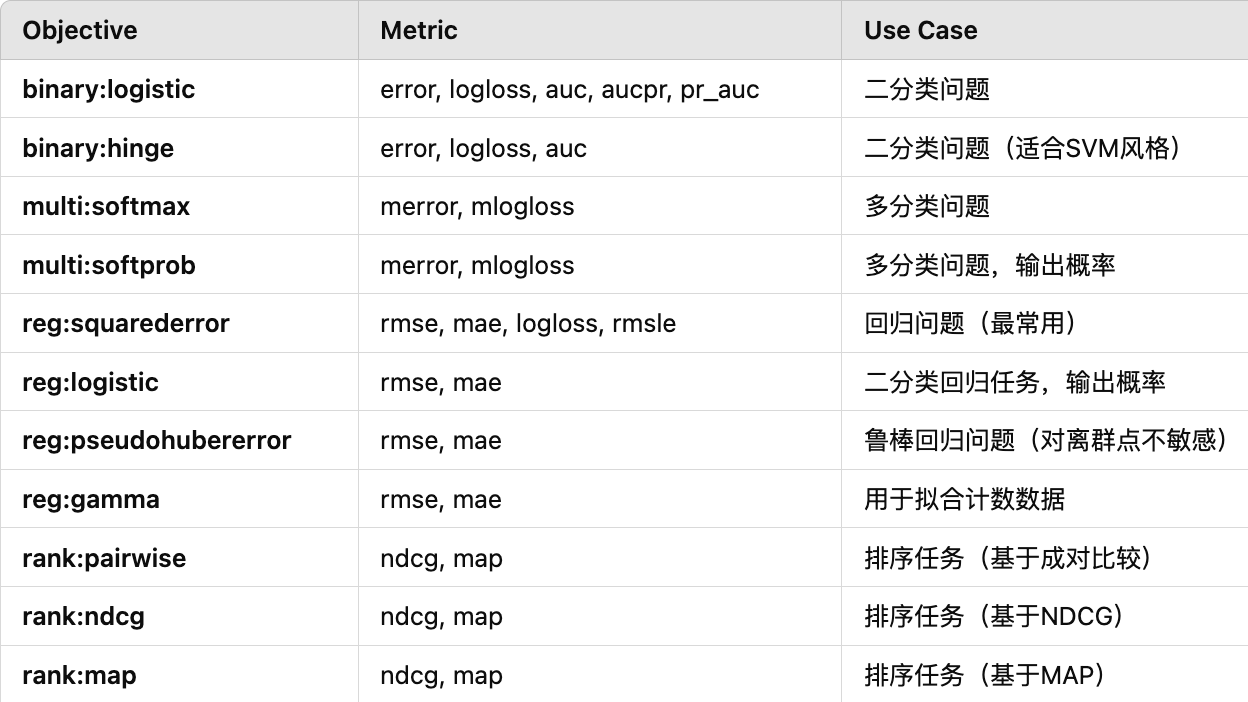 Objective Metric Use Case
binary:logistic error, logloss, auc, aucpr, pr_auc 二分类问题
binary:hinge error, logloss, auc 二分类问题（适合SVM风格）
multi:softmax merror, mlogloss 多分类问题
multi:softprob merror, mlogloss 多分类问题，输出概率
reg:squarederror rmse, mae, logloss, rmsle 回归问题（最常用）
reg:logistic rmse, mae 二分类回归任务，输出概率
reg:pseudohubererror rmse, mae 鲁棒回归问题（对离群点不敏感）
reg:gamma rmse, mae 用于拟合计数数据
rank:pairwise ndcg, map 排序任务（基于成对比较）
rank:ndcg ndcg, map 排序任务（基于NDCG）
rank:map ndcg, map 排序任务（基于MAP）